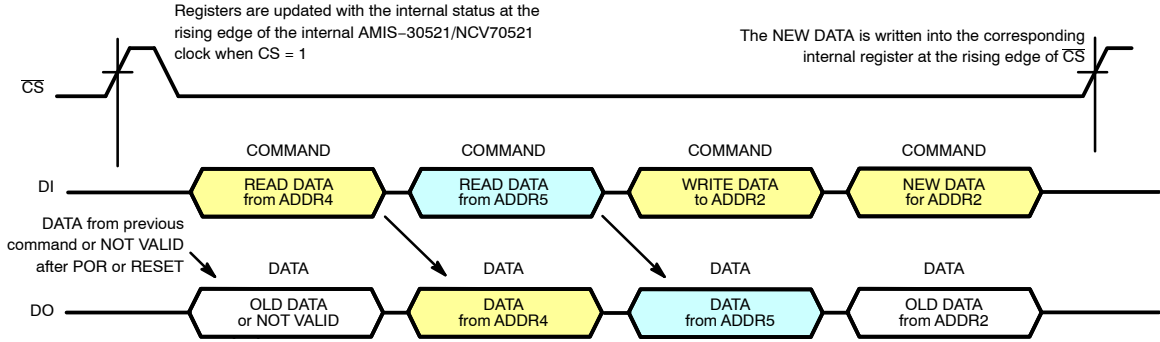 Registers are updated with the internal status at the
rising edge of the internal AMIS−30521/NCV70521
clock when CS = 1
The NEW DATA is written into the corresponding
internal register at the rising edge of CS
CS
COMMAND
COMMAND
COMMAND
COMMAND
DI
READ DATA
from ADDR4
READ DATA
from ADDR5
WRITE DATA
to ADDR2
NEW DATA
for ADDR2
DATA from previous
command or NOT VALID
after POR or RESET
DATA
DATA
DATA
DATA
DO
OLD DATA
or NOT VALID
DATA
from ADDR4
DATA
from ADDR5
OLD DATA
from ADDR2